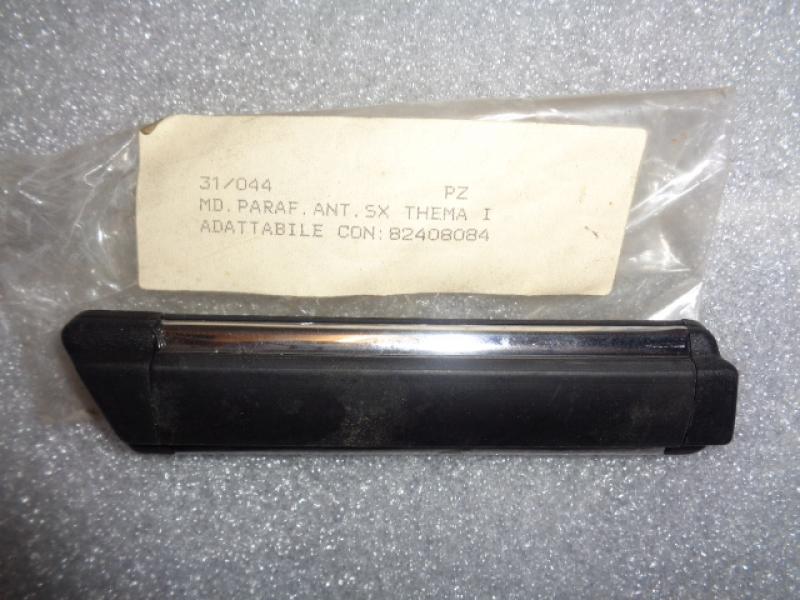 31/044 PZ
MD.PARAF.ANT.SX THEMA I
ADATTABILE CON:82408084